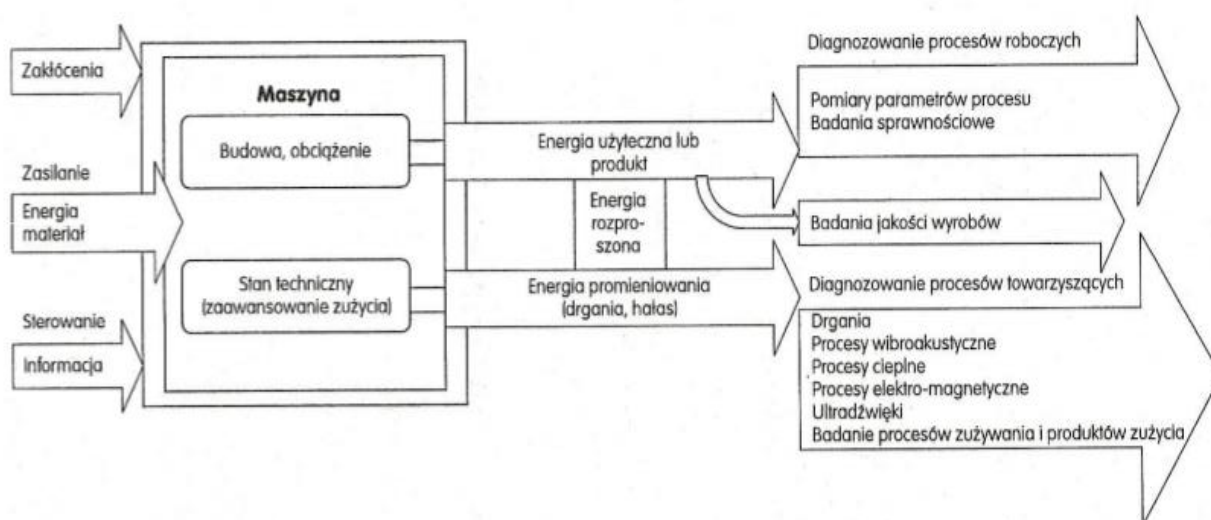 Zakłócenia
Zasilanie
Energia
materiał
Sterowanie
Informacja
Maszyna
Budowa, obciążenie
Stan techniczny
(zaawansowanie zużycia)
Energia użyteczna lub
produkt
Energia
rozpro-
szona
Energia promieniowania
(drgania, hałas)
Diagnozowanie procesów roboczych
Pomiary parametrów procesu
Badania sprawnościowe
Badania jakości wyrobów
Diagnozowanie procesów towarzyszących
Drgania
Procesy wibroakustyczne
Procesy cieplne
Procesy elektro-magnetyczne
Ultradźwięki
Badanie procesów zużywania i produktów zużycia